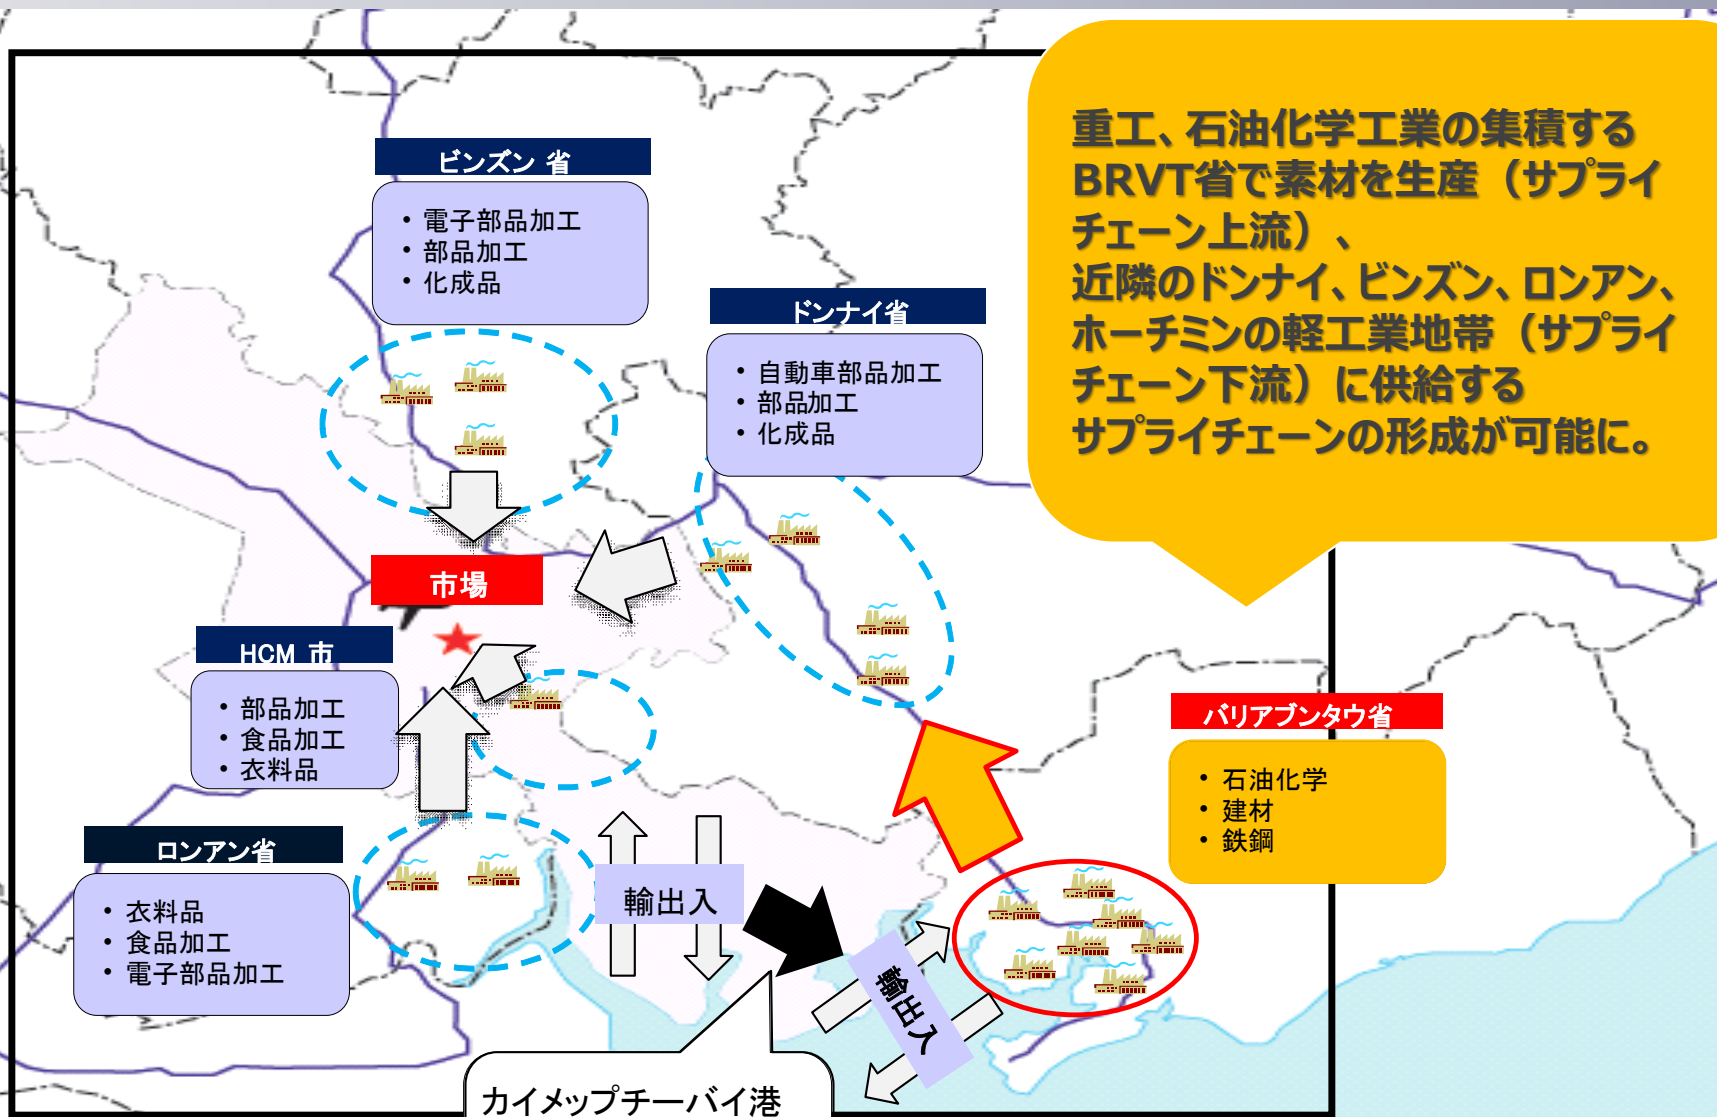 重工、石油化学工業の集積する
BRVT省で素材を生産（サプライ
チェーン上流）、
近隣のドンナイ、ビンズン、ロンアン、
ホーチミンの軽工業地帯（サプライ
チェーン下流）に供給する
サプライチェーンの形成が可能に。
ビンズン 省
• 電子部品加工
• 部品加工
• 化成品
ドンナイ省
• 自動車部品加工
• 部品加工
• 化成品
市場
HCM 市
• 部品加工
• 食品加工
• 衣料品
バリアブンタウ省
• 石油化学
• 建材
• 鉄鋼
ロンアン省
• 衣料品
• 食品加工
• 電子部品加工
輸出入
輸出入
カイメップチーバイ港